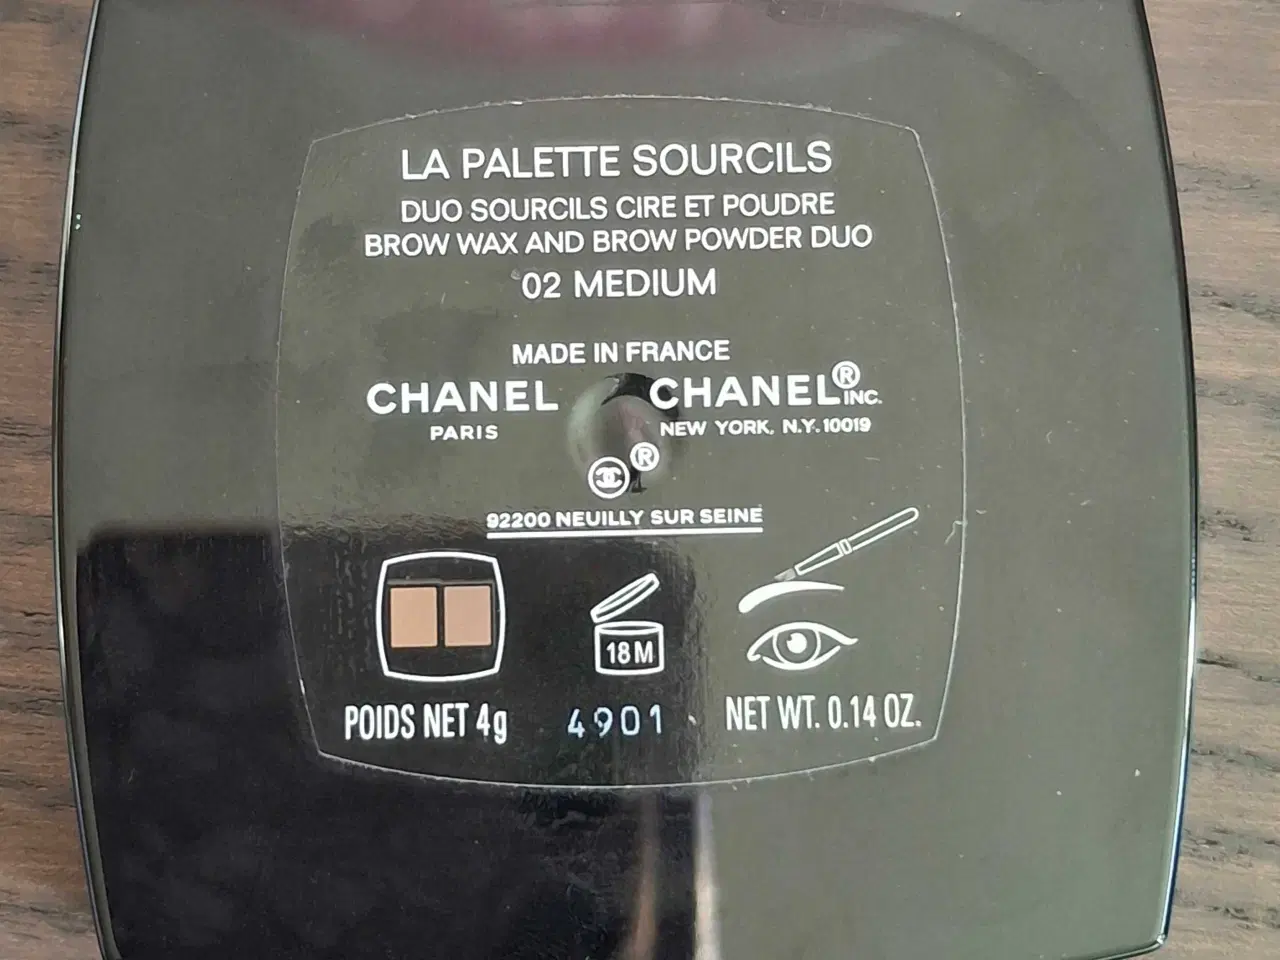 LA PALETTE SOURCILS
DUO SOURCILS CIRE ET POUDRE
BROW WAX AND BROW POWDER DUO
02 MEDIUM
MADE IN FRANCE
CHANEL CHANEL® INC.
PARIS NEW YORK, N.Y. 10019
®
92200 NEUILLY SUR SEINE
18M
POIDS NET 4g 4901 NET WT. 0.14 OZ.